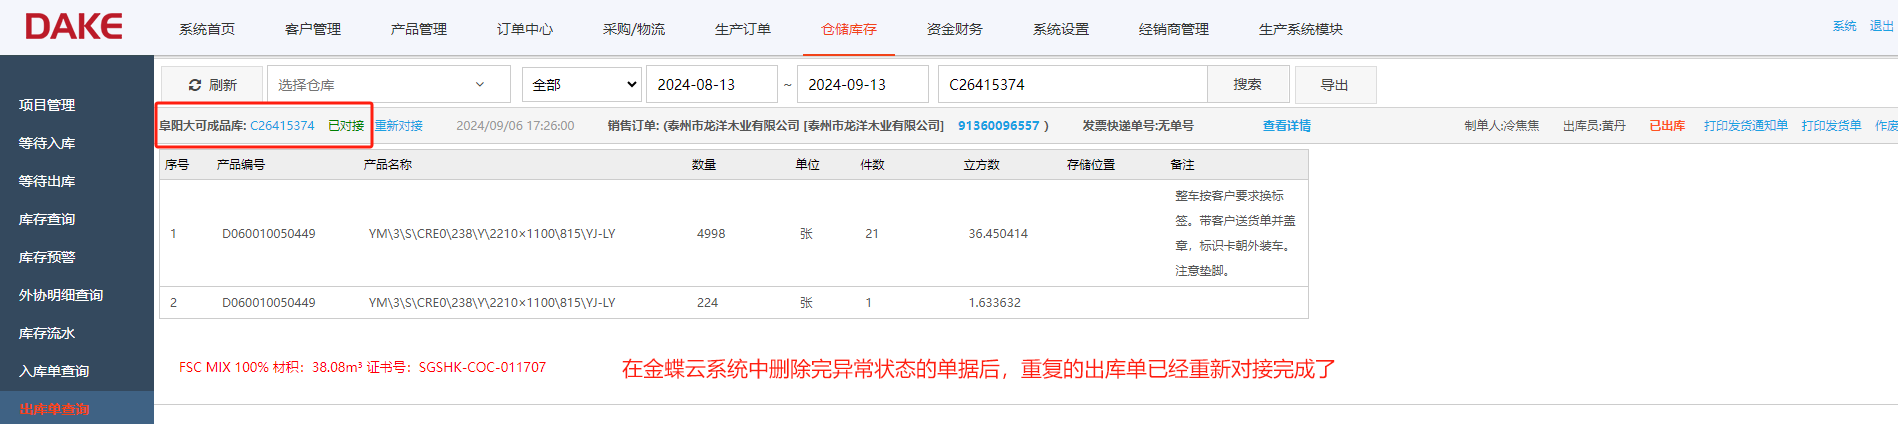 DAKE
系统首页 客户管理 产品管理 订单中心 采购/物流 生产订单 仓储库存 资金财务 系统设置 经销商管理 生产系统模块 系统 退出
项目管理
等待入库
等待出库
库存查询
库存预警
外协明细查询
库存流水
入库单查询
出库单查询
刷新 选择仓库 全部 2024-08-13 ~ 2024-09-13 C26415374 搜索 导出
阜阳大可成品库: C26415374 已对接 重新对接 2024/09/06 17:26:00 销售订单: (泰州市龙洋木业有限公司 [泰州市龙洋木业有限公司] 91360096557 ) 发票快递单号:无单号 查看详情 制单人:冷焦焦 出库员:黄丹 已出库 打印发货通知单 打印发货单 作废
序号 产品编号 产品名称 数量 单位 件数 立方数 存储位置 备注
1 D060010050449 YM\3\S\CRE0\238\Y\2210×1100\815\YJ-LY 4998 张 21 36.450414
整车按客户要求换标
签。带客户送货单并盖
章，标识卡朝外装车。
注意垫脚。
2 D060010050449 YM\3\S\CRE0\238\Y\2210×1100\815\YJ-LY 224 张 1 1.633632
FSC MIX 100% 材积：38.08m³ 证书号：SGSHK-COC-011707
在金蝶云系统中删除完异常状态的单据后，重复的出库单已经重新对接完成了